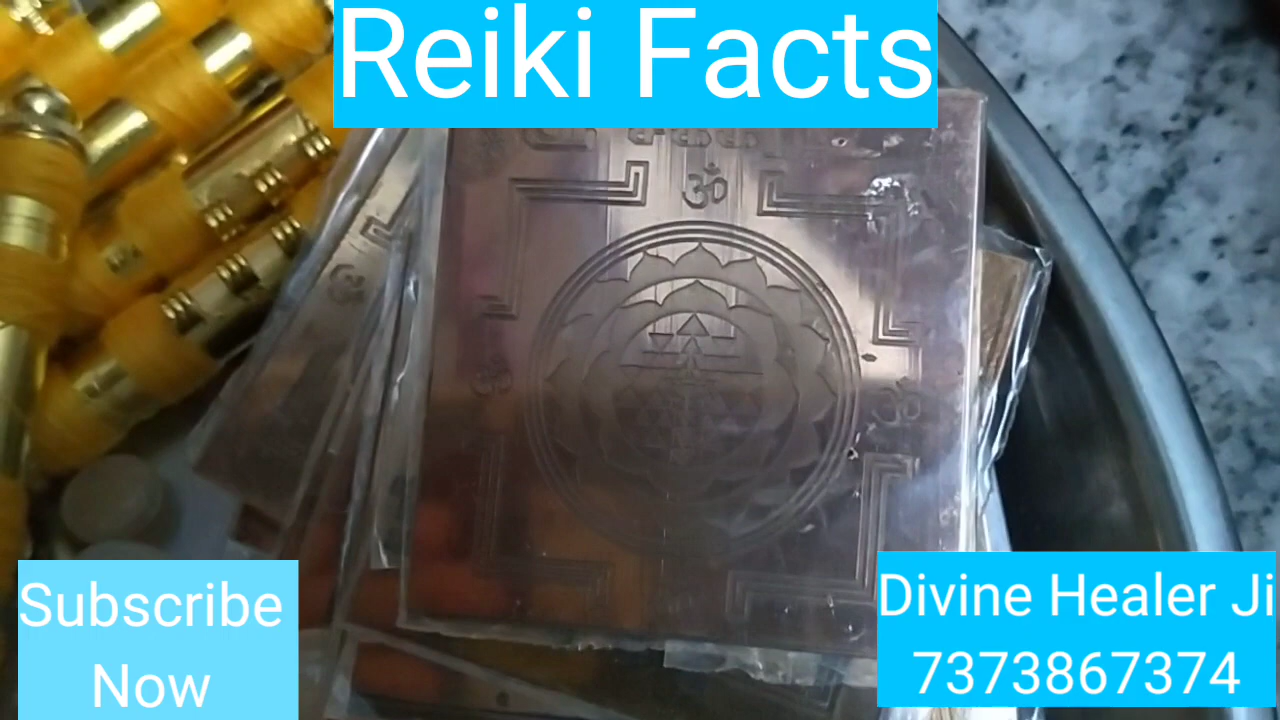 Reiki Facts
ॐ
ॐ
ॐ
ॐ
Subscribe
Now
Divine Healer Ji
7373867374